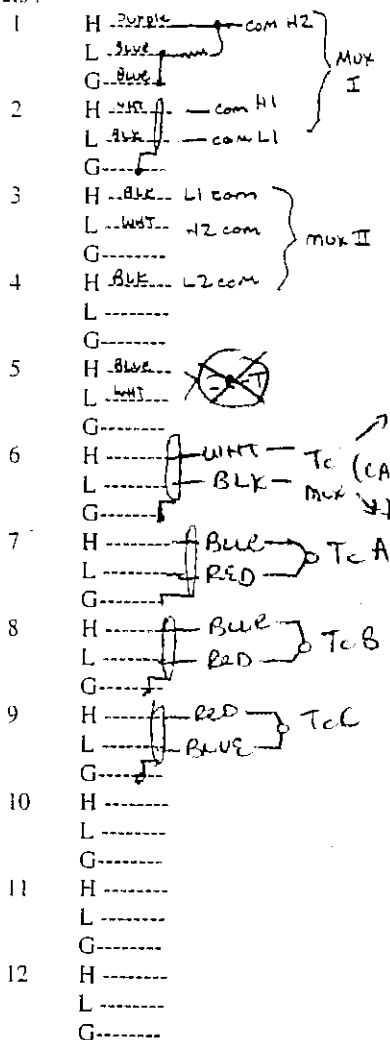 1 H Purple com H2
L BLUE
G BLUE
MUX I
2 H WHT com H1
L BLK com L1
G
3 H BLK L1 com
L WHT H2 com
G
MUX II
4 H BLK L2 com
L
G
5 H BLUE
L WHT
G
6 H WHT Tc (CA
L BLK MUX
G
7 H BLUE Tc A
L RED
G
8 H BLUE Tc B
L RED
G
9 H RED Tc C
L BLUE
G
10 H
L
G
11 H
L
G
12 H
L
G